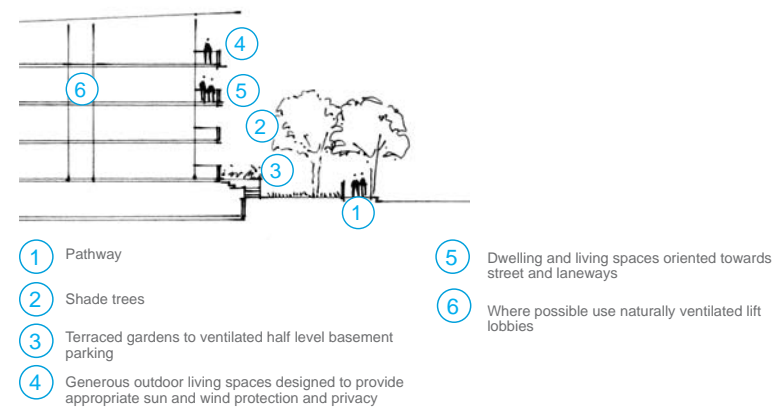 4
6
5
2
3
1
1 Pathway
2 Shade trees
3 Terraced gardens to ventilated half level basement
parking
4 Generous outdoor living spaces designed to provide
appropriate sun and wind protection and privacy
5 Dwelling and living spaces oriented towards
street and laneways
6 Where possible use naturally ventilated lift
lobbies